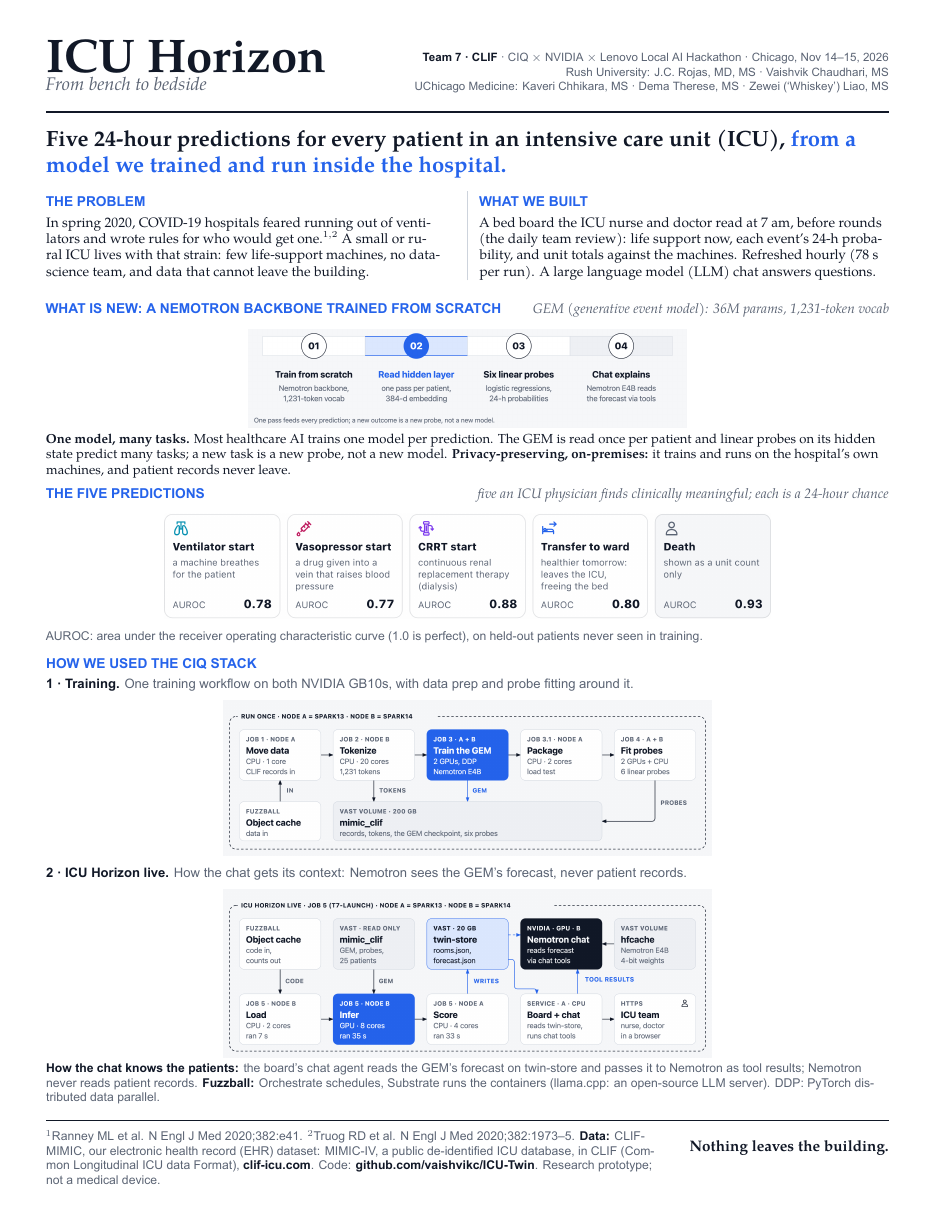 ICU Horizon
From bench to bedside
Team 7 · CLIF · CIQ × NVIDIA × Lenovo Local AI Hackathon · Chicago, Nov 14–15, 2026
Rush University: J.C. Rojas, MD, MS · Vaishvik Chaudhari, MS
UChicago Medicine: Kaveri Chhikara, MS · Dema Therese, MS · Zewei (‘Whiskey’) Liao, MS
Five 24-hour predictions for every patient in an intensive care unit (ICU), from a
model we trained and run inside the hospital.
THE PROBLEM
In spring 2020, COVID-19 hospitals feared running out of venti-
lators and wrote rules for who would get one.1,2 A small or ru-
ral ICU lives with that strain: few life-support machines, no data-
science team, and data that cannot leave the building.
WHAT WE BUILT
A bed board the ICU nurse and doctor read at 7 am, before rounds
(the daily team review): life support now, each event’s 24-h proba-
bility, and unit totals against the machines. Refreshed hourly (78 s
per run). A large language model (LLM) chat answers questions.
WHAT IS NEW: A NEMOTRON BACKBONE TRAINED FROM SCRATCH
GEM (generative event model): 36M params, 1,231-token vocab
01
02
03
04
Train from scratch
Nemotron backbone,
1,231-token vocab
Read hidden layer
one pass per patient,
384-d embedding
Six linear probes
logistic regressions,
24-h probabilities
Chat explains
Nemotron E4B reads
the forecast via tools
One pass feeds every prediction; a new outcome is a new probe, not a new model.
One model, many tasks. Most healthcare AI trains one model per prediction. The GEM is read once per patient and linear probes on its hidden
state predict many tasks; a new task is a new probe, not a new model. Privacy-preserving, on-premises: it trains and runs on the hospital’s own
machines, and patient records never leave.
THE FIVE PREDICTIONS
five an ICU physician finds clinically meaningful; each is a 24-hour chance
Ventilator start
a machine breathes
for the patient
AUROC 0.78
Vasopressor start
a drug given into a
vein that raises blood
pressure
AUROC 0.77
CRRT start
continuous renal
replacement therapy
(dialysis)
AUROC 0.88
Transfer to ward
healthier tomorrow:
leaves the ICU,
freeing the bed
AUROC 0.80
Death
shown as a unit count
only
AUROC 0.93
AUROC: area under the receiver operating characteristic curve (1.0 is perfect), on held-out patients never seen in training.
HOW WE USED THE CIQ STACK
1 · Training. One training workflow on both NVIDIA GB10s, with data prep and probe fitting around it.
RUN ONCE · NODE A = SPARK13 · NODE B = SPARK14
JOB 1 · NODE A
Move data
CPU · 1 core
CLIF records in
JOB 2 · NODE B
Tokenize
CPU · 20 cores
1,231 tokens
JOB 3 · A + B
Train the GEM
2 GPUs, DDP
Nemotron E4B
JOB 3.1 · NODE A
Package
CPU · 2 cores
load test
JOB 4 · A + B
Fit probes
2 GPUs + CPU
6 linear probes
IN
TOKENS
GEM
PROBES
FUZZBALL
Object cache
data in
VAST VOLUME · 200 GB
mimic_clif
records, tokens, the GEM checkpoint, six probes
2 · ICU Horizon live. How the chat gets its context: Nemotron sees the GEM’s forecast, never patient records.
ICU HORIZON LIVE · JOB 5 (T7-LAUNCH) · NODE A = SPARK13 · NODE B = SPARK14
FUZZBALL
Object cache
code in,
counts out
VAST · READ ONLY
mimic_clif
GEM, probes,
25 patients
VAST · 20 GB
twin-store
rooms.json,
forecast.json
NVIDIA · GPU · B
Nemotron chat
reads forecast
via chat tools
VAST VOLUME
hfcache
Nemotron E4B
4-bit weights
CODE
GEM
WRITES
TOOL RESULTS
JOB 5 · NODE B
Load
CPU · 2 cores
ran 7 s
JOB 5 · NODE B
Infer
GPU · 8 cores
ran 35 s
JOB 5 · NODE A
Score
CPU · 4 cores
ran 33 s
SERVICE · A · CPU
Board + chat
reads twin-store,
runs chat tools
HTTPS
ICU team
nurse, doctor
in a browser
How the chat knows the patients: the board’s chat agent reads the GEM’s forecast on twin-store and passes it to Nemotron as tool results; Nemotron
never reads patient records. Fuzzball: Orchestrate schedules, Substrate runs the containers (llama.cpp: an open-source LLM server). DDP: PyTorch dis-
tributed data parallel.
1Ranney ML et al. N Engl J Med 2020;382:e41. 2Truog RD et al. N Engl J Med 2020;382:1973–5. Data: CLIF-
MIMIC, our electronic health record (EHR) dataset: MIMIC-IV, a public de-identified ICU database, in CLIF (Com-
mon Longitudinal ICU data Format), clif-icu.com. Code: github.com/vaishvikc/ICU-Twin. Research prototype;
not a medical device.
Nothing leaves the building.